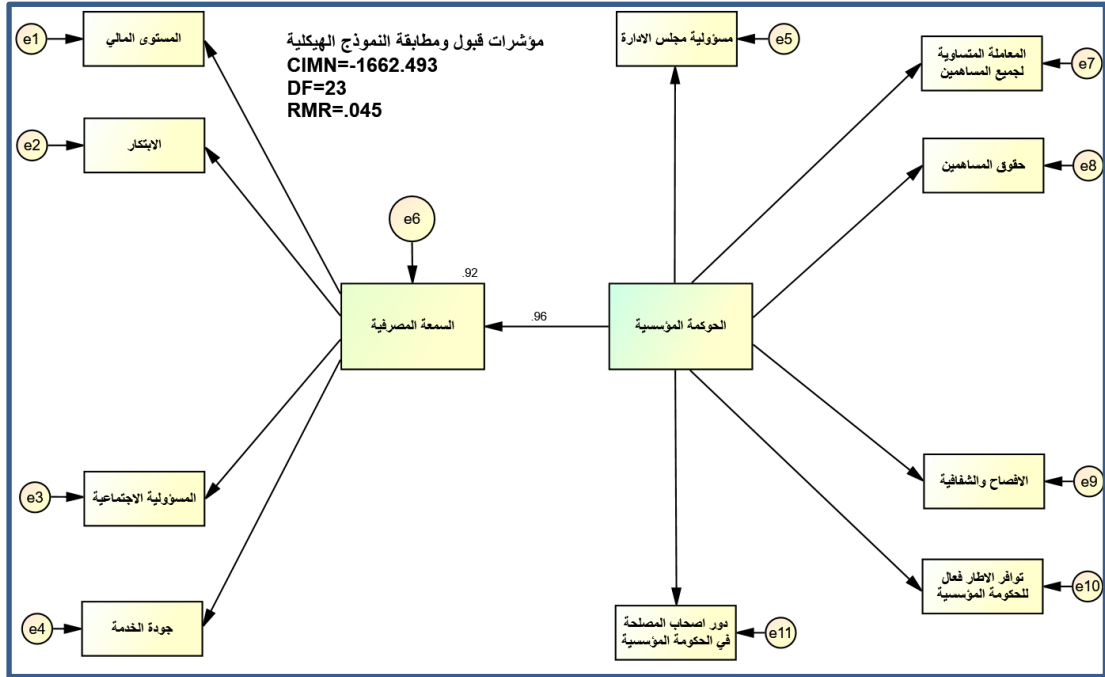 e1
المستوى المالي
مؤشرات قبول ومطابقة النموذج الهيكلية
CIMN=-1662.493
DF=23
RMR=.045
مسؤولية مجلس الادارة
e5
المعاملة المتساوية
لجميع المساهمين
e7
e2
الابتكار
حقوق المساهمين
e8
e6
.92
السمعة المصرفية
.96
الحوكمة المؤسسية
e3
المسؤولية الاجتماعية
الافصاح والشفافية
e9
توافر الاطار فعال
للحكومة المؤسسية
e10
e4
جودة الخدمة
دور اصحاب المصلحة
في الحكومة المؤسسية
e11